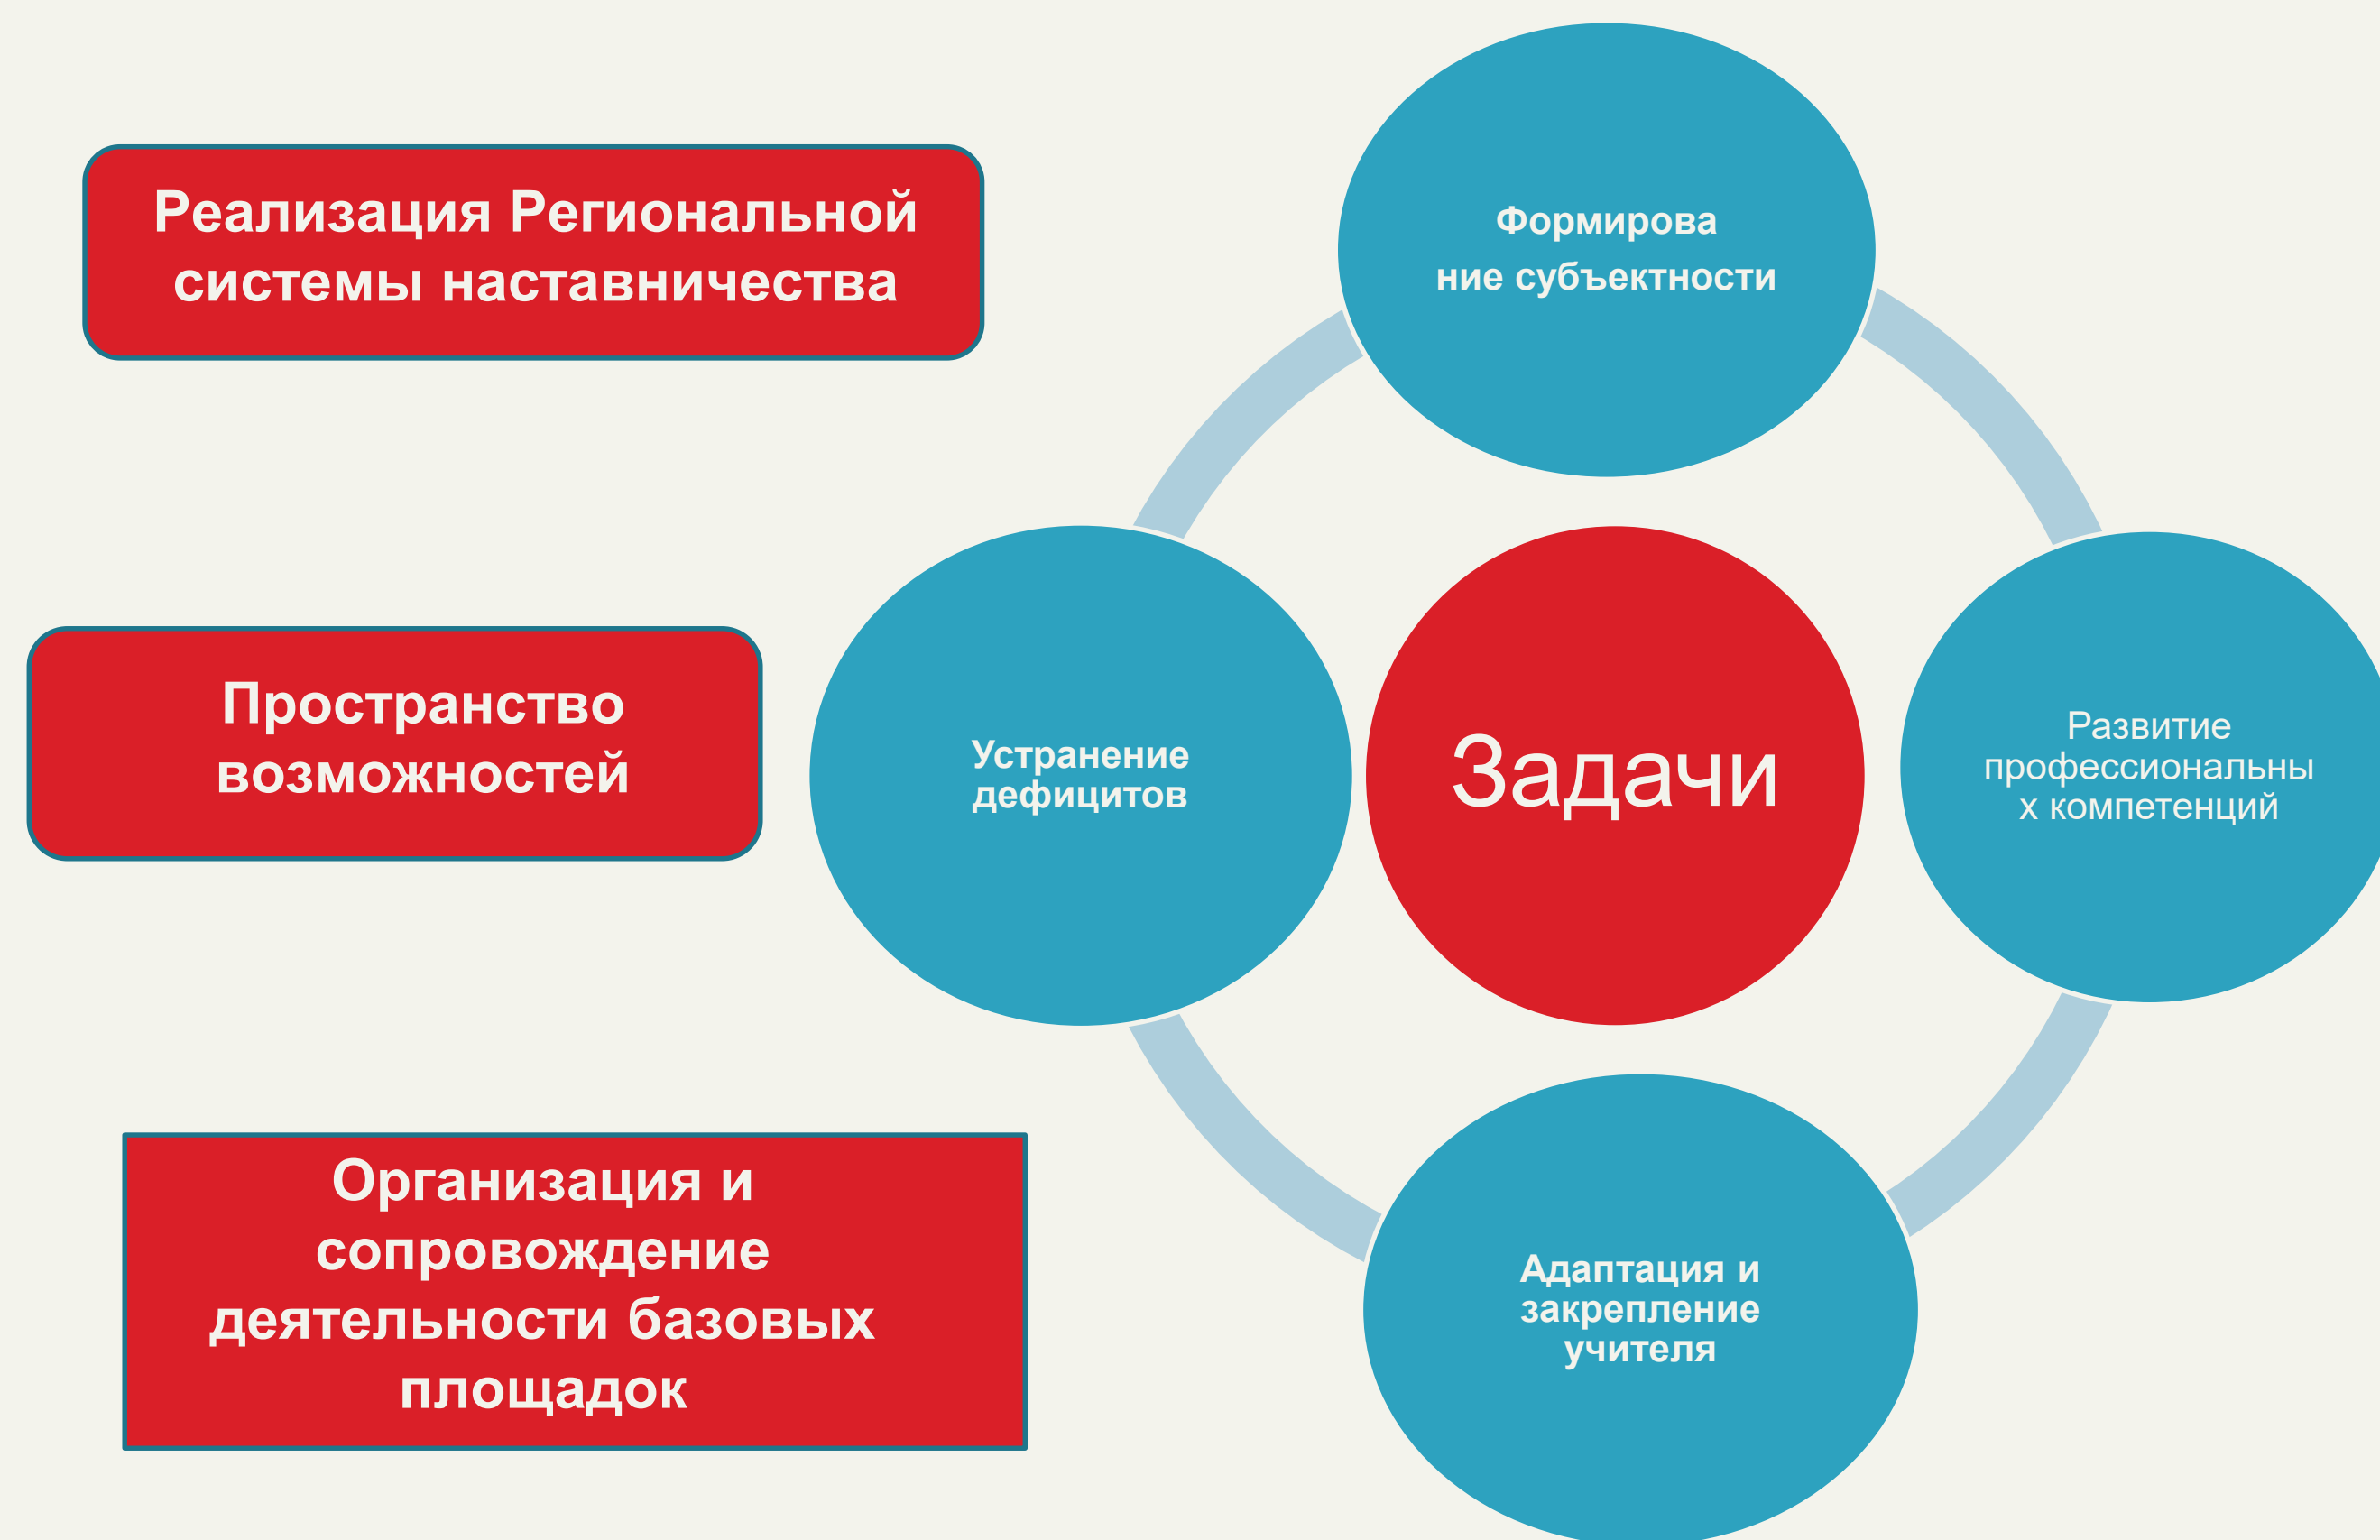 Реализация Региональной
системы наставничества
Пространство
возможностей
Организация и
сопровождение
деятельности базовых
площадок
Формирова
ние субъектности
Устранение
дефицитов
Задачи
Развитие
профессиональны
х компетенций
Адаптация и
закрепление
учителя